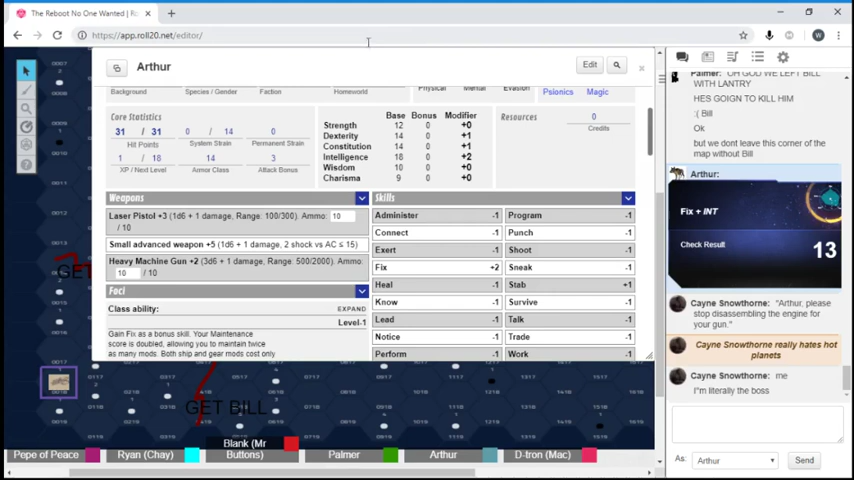 The Reboot No One Wanted | R
https://app.roll20.net/editor/
Arthur
Edit
Background
Species / Gender
Faction
Homeworld
Physical
Mental
Evasion
Psionics
Magic
Core Statistics
31 / 31
Hit Points
0 / 14
System Strain
0
Permanent Strain
1 / 18
XP / Next Level
14
Armor Class
3
Attack Bonus
Base Bonus Modifier
Strength 12 0 +0
Dexterity 14 0 +1
Constitution 14 0 +1
Intelligence 18 0 +2
Wisdom 10 0 +0
Charisma 9 0 +0
Resources
0
Credits
Weapons
Laser Pistol +3 (1d6 + 1 damage, Range: 100/300). Ammo: 10
/ 10
Small advanced weapon +5 (1d6 + 1 damage, 2 shock vs AC ≤ 15)
Heavy Machine Gun +2 (3d6 + 1 damage, Range: 500/2000). Ammo:
10 / 10
Foci
Class ability: EXPAND
Level-1
Gain Fix as a bonus skill. Your Maintenance
score is doubled, allowing you to maintain twice
as many mods. Both ship and gear mods cost only
Skills
Administer -1 Program -1
Connect -1 Punch -1
Exert -1 Shoot -1
Fix +2 Sneak -1
Heal -1 Stab +1
Know -1 Survive -1
Lead -1 Talk -1
Notice -1 Trade -1
Perform -1 Work -1
GET BILL
Pepe of Peace
Ryan (Chay)
Blank (Mr
Buttons)
Palmer
Arthur
D-tron (Mac)
Palmer: OH GOD WE LEFT BILL
WITH LANTRY
HES GOIGN TO KILL HIM
:( Bill
Ok
but we dont leave this corner of the
map without Bill
Arthur:
Fix + INT
Check Result 13
Cayne Snowthorne: "Arthur, please
stop disassembling the engine for
your gun."
Cayne Snowthorne really hates hot
planets
Cayne Snowthorne: me
I"m literally the boss
As: Arthur
Send